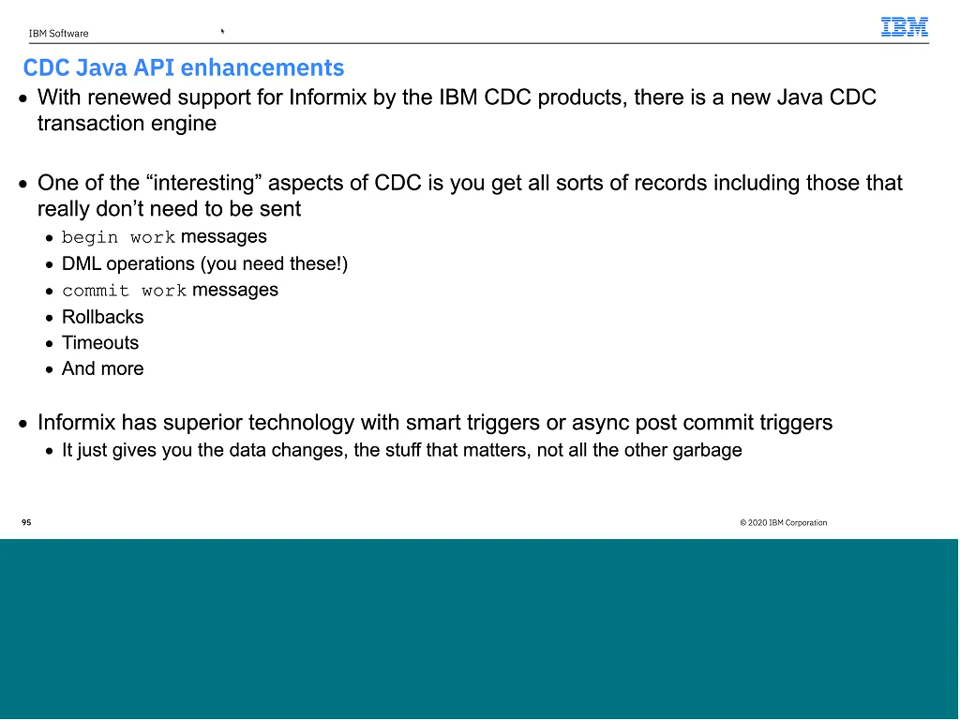 IBM Software
IBM
CDC Java API enhancements
• With renewed support for Informix by the IBM CDC products, there is a new Java CDC
transaction engine
• One of the “interesting” aspects of CDC is you get all sorts of records including those that
really don’t need to be sent
• begin work messages
• DML operations (you need these!)
• commit work messages
• Rollbacks
• Timeouts
• And more
• Informix has superior technology with smart triggers or async post commit triggers
• It just gives you the data changes, the stuff that matters, not all the other garbage
95
© 2020 IBM Corporation